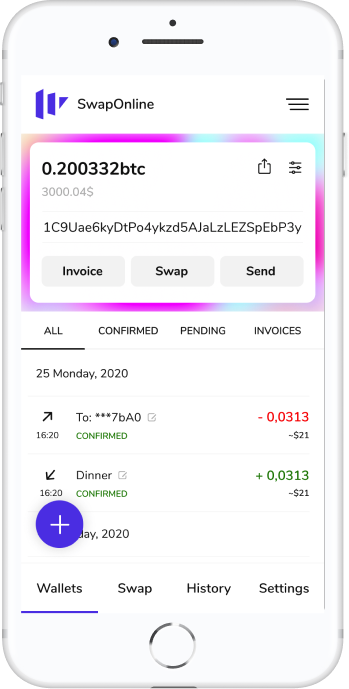 SwapOnline
0.200332btc
3000.04$
1C9Uae6kyDtPo4ykzd5AJaLzLEZSpEbP3y
Invoice Swap Send
ALL CONFIRMED PENDING INVOICES
25 Monday, 2020
To: ***7bA0 - 0,0313
16:20 CONFIRMED ~$21
Dinner + 0,0313
16:20 CONFIRMED ~$21
day, 2020
Wallets Swap History Settings